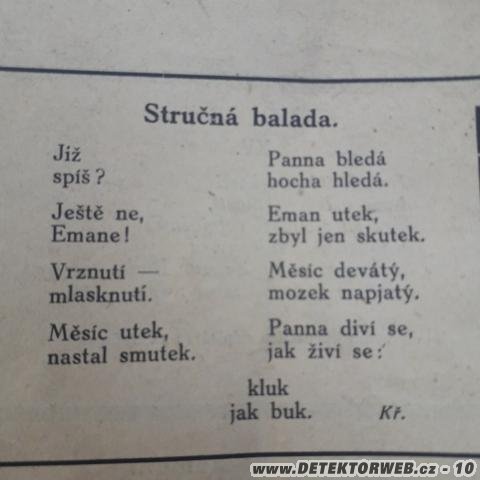 Stručná balada.
Již
spíš?
Ještě ne,
Emane!
Vrznutí —
mlasknutí.
Měsíc utek,
nastal smutek.
Panna bledá
hocha hledá.
Eman utek,
zbyl jen skutek.
Měsíc devátý,
mozek napjatý.
Panna diví se,
jak živí se:
kluk
jak buk. Kř.
www.DETEKTORWEB.cz - 10